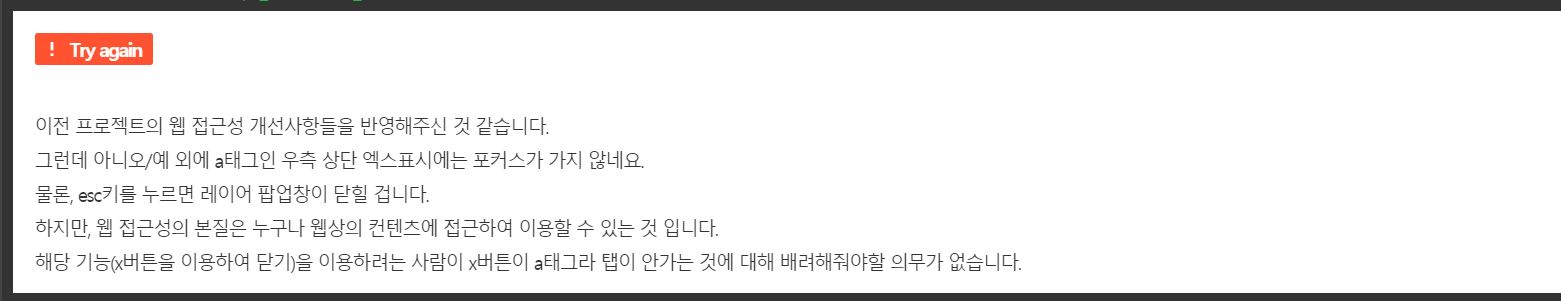 ! Try again
이전 프로젝트의 웹 접근성 개선사항들을 반영해주신 것 같습니다.
그런데 아니오/예 외에 a태그인 우측 상단 엑스표시에는 포커스가 가지 않네요.
물론, esc키를 누르면 레이어 팝업창이 닫힐 겁니다.
하지만, 웹 접근성의 본질은 누구나 웹상의 컨텐츠에 접근하여 이용할 수 있는 것 입니다.
해당 기능(x버튼을 이용하여 닫기)을 이용하려는 사람이 x버튼이 a태그라 탭이 안가는 것에 대해 배려해줘야할 의무가 없습니다.